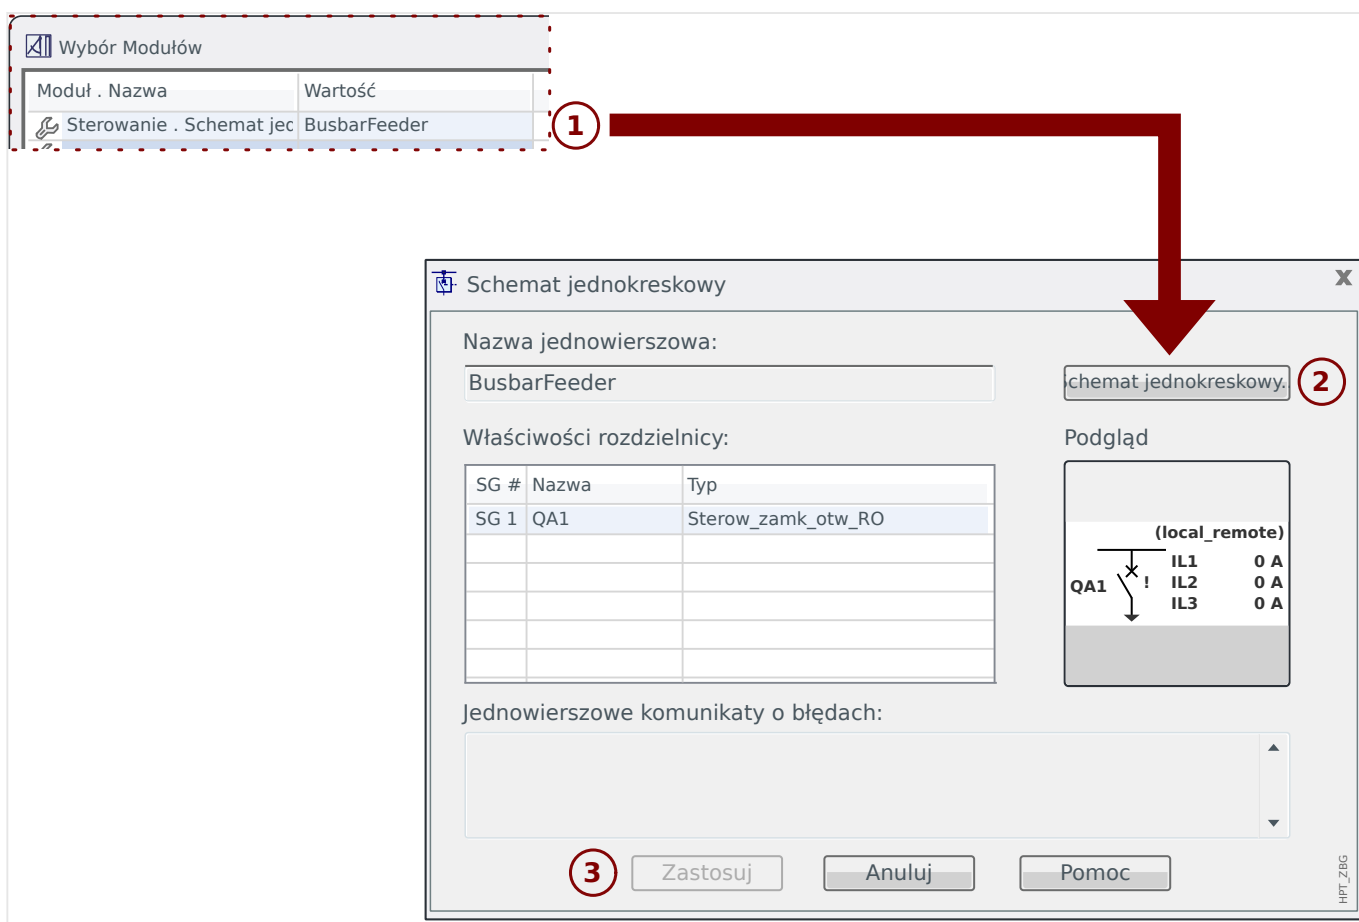 Wybór Modułów
Moduł . Nazwa Wartość
Sterowanie . Schemat jed BusbarFeeder
1
Schemat jednokreskowy X
Nazwa jednowierszowa:
BusbarFeeder chemat jednokreskowy. 2
Właściwości rozdzielnicy: Podgląd
SG # Nazwa Typ
SG 1 QA1 Sterow_zamk_otw_RO
(local_remote)
IL1 0 A
QA1 ! IL2 0 A
IL3 0 A
Jednowierszowe komunikaty o błędach:
3 Zastosuj Anuluj Pomoc
HPT_ZBG